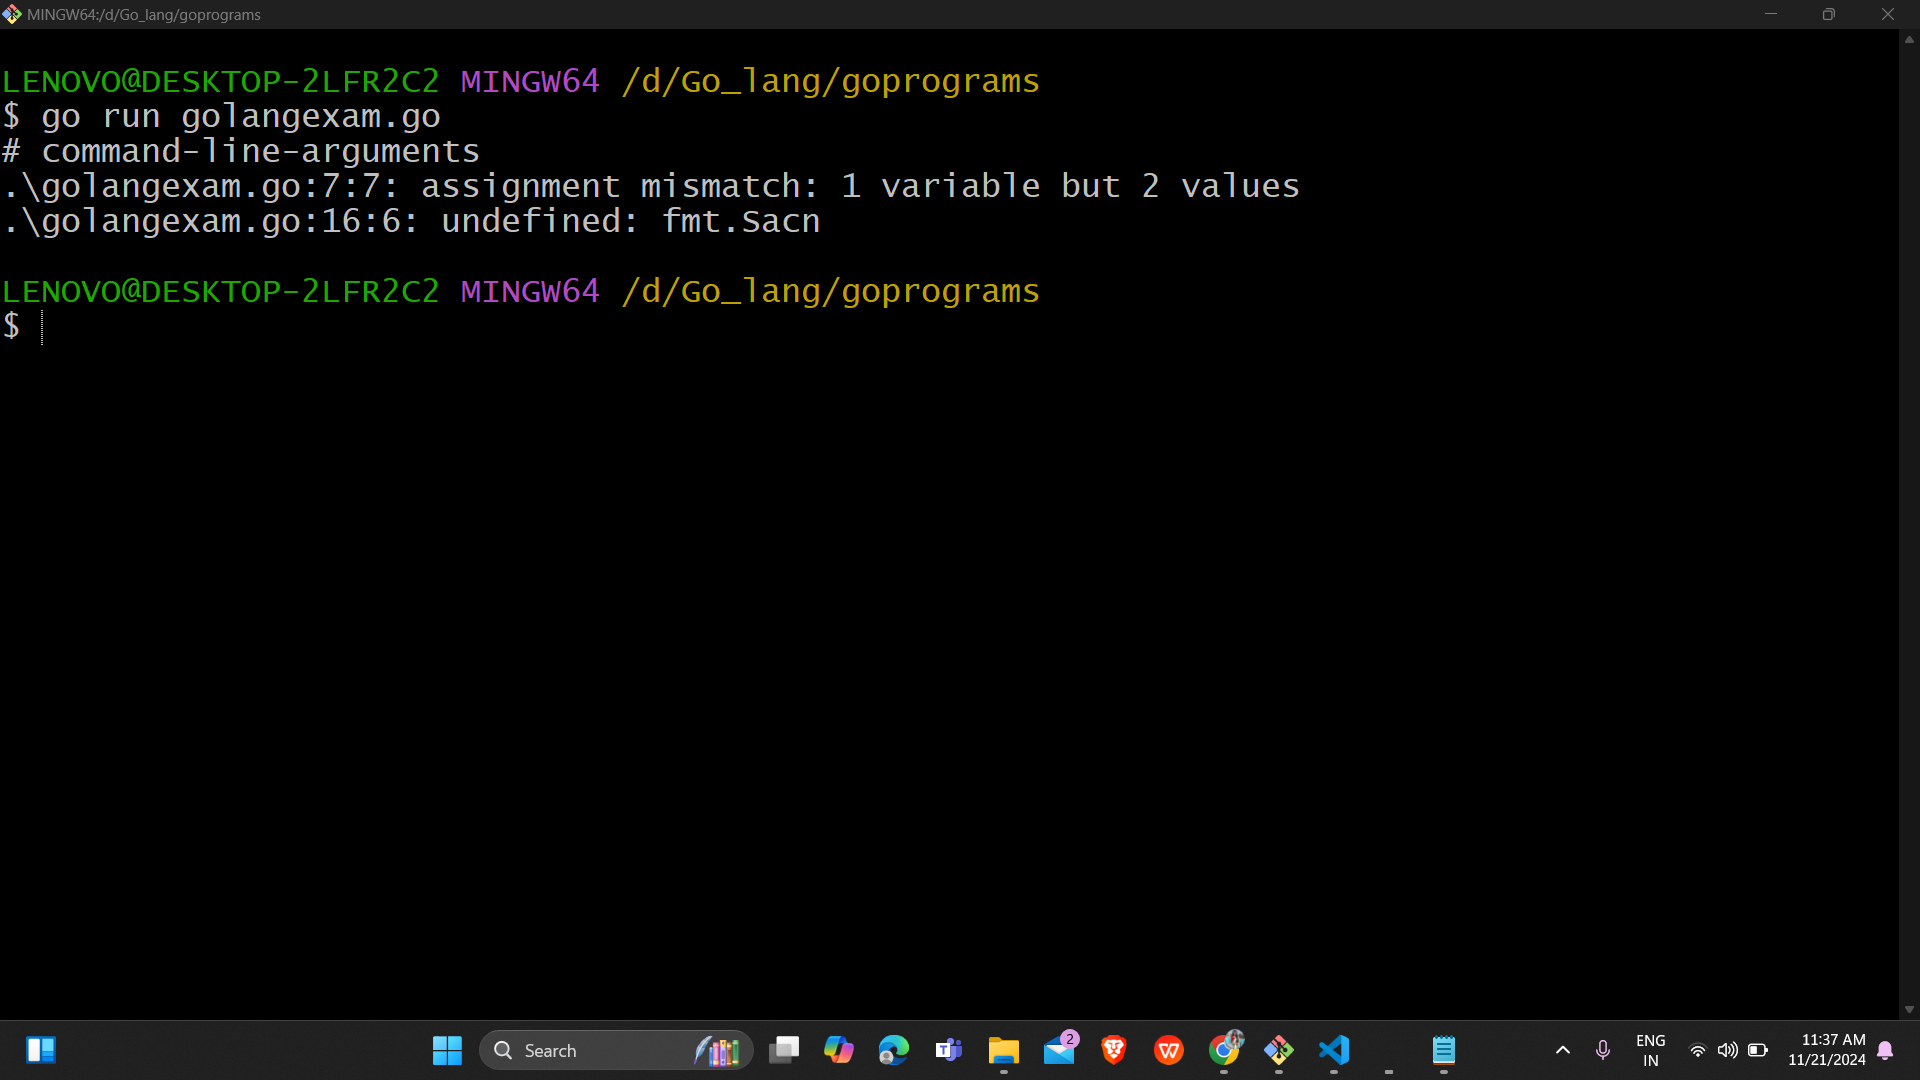 MINGW64:/d/Go_lang/goprograms
LENOVO@DESKTOP-2LFR2C2 MINGW64 /d/Go_lang/goprograms
$ go run golangexam.go
# command-line-arguments
.\golangexam.go:7:7: assignment mismatch: 1 variable but 2 values
.\golangexam.go:16:6: undefined: fmt.Sacn
LENOVO@DESKTOP-2LFR2C2 MINGW64 /d/Go_lang/goprograms
$
Search
2
ENG
IN
11:37 AM
11/21/2024